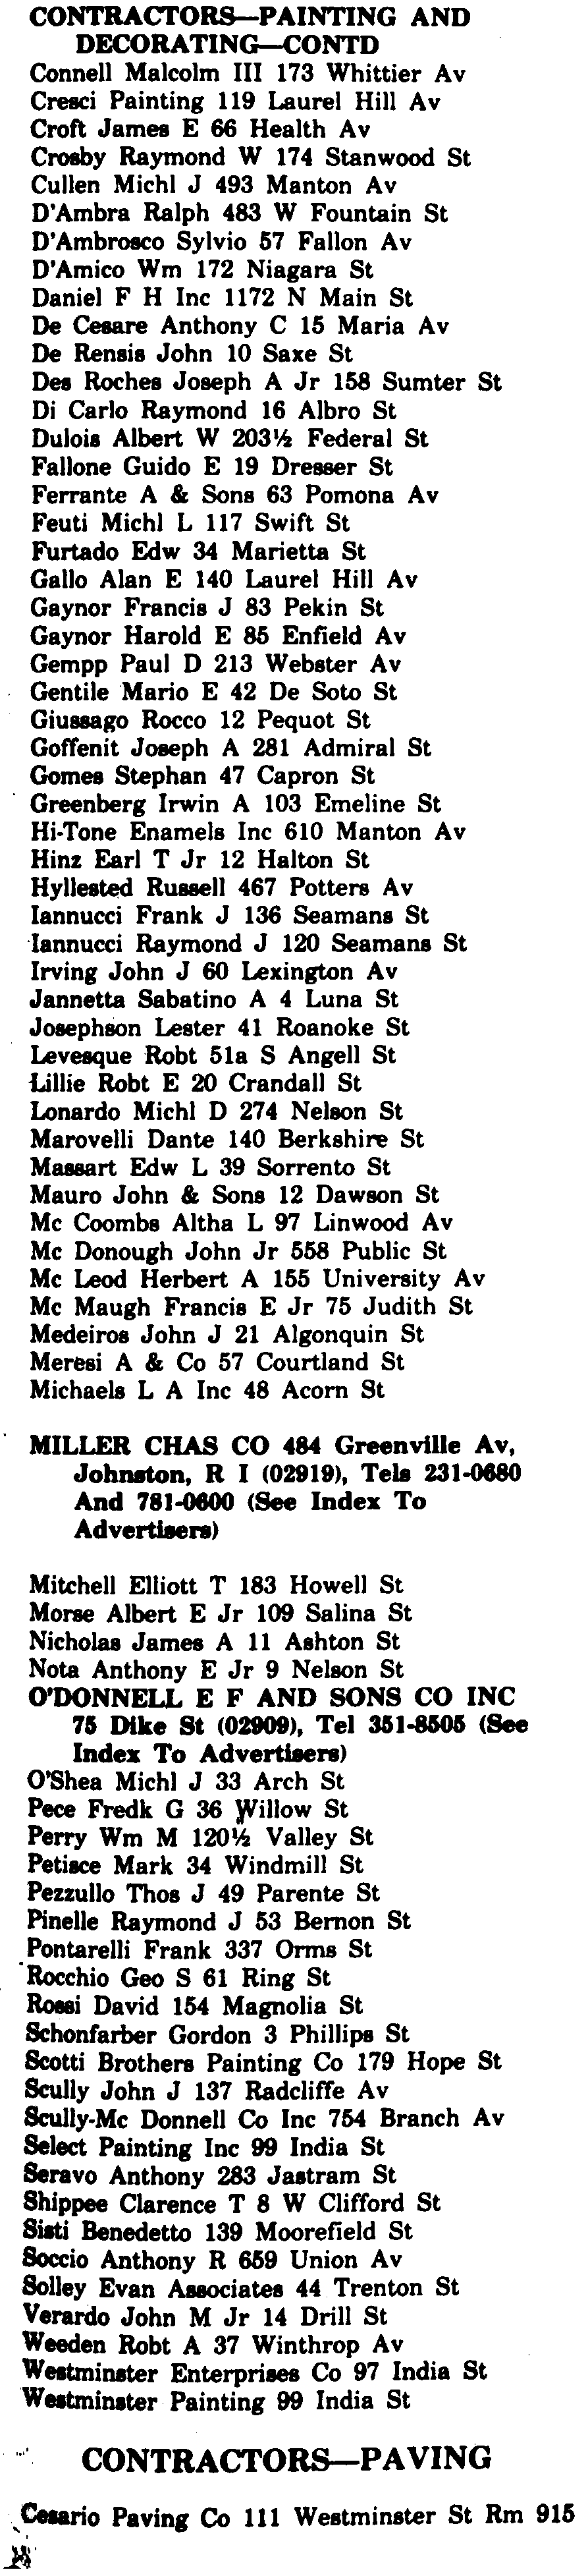 CONTRACTORS—PAINTING AND
DECORATING—CONTD
Connell Malcolm III 173 Whittier Av
Cresci Painting 119 Laurel Hill Av
Croft James E 66 Health Av
Crosby Raymond W 174 Stanwood St
Cullen Michl J 493 Manton Av
D'Ambra Ralph 483 W Fountain St
D'Ambrosco Sylvio 57 Fallon Av
D'Amico Wm 172 Niagara St
Daniel F H Inc 1172 N Main St
De Cesare Anthony C 15 Maria Av
De Rensis John 10 Saxe St
Des Roches Joseph A Jr 158 Sumter St
Di Carlo Raymond 16 Albro St
Dulois Albert W 203½ Federal St
Fallone Guido E 19 Dresser St
Ferrante A & Sons 63 Pomona Av
Feuti Michl L 117 Swift St
Furtado Edw 34 Marietta St
Gallo Alan E 140 Laurel Hill Av
Gaynor Francis J 83 Pekin St
Gaynor Harold E 85 Enfield Av
Gempp Paul D 213 Webster Av
Gentile Mario E 42 De Soto St
Giussago Rocco 12 Pequot St
Goffenit Joseph A 281 Admiral St
Gomes Stephan 47 Capron St
Greenberg Irwin A 103 Emeline St
Hi-Tone Enamels Inc 610 Manton Av
Hinz Earl T Jr 12 Halton St
Hyllested Russell 467 Potters Av
Iannucci Frank J 136 Seamans St
Iannucci Raymond J 120 Seamans St
Irving John J 60 Lexington Av
Jannetta Sabatino A 4 Luna St
Josephson Lester 41 Roanoke St
Levesque Robt 51a S Angell St
Lillie Robt E 20 Crandall St
Lonardo Michl D 274 Nelson St
Marovelli Dante 140 Berkshire St
Massart Edw L 39 Sorrento St
Mauro John & Sons 12 Dawson St
Mc Coombs Altha L 97 Linwood Av
Mc Donough John Jr 558 Public St
Mc Leod Herbert A 155 University Av
Mc Maugh Francis E Jr 75 Judith St
Medeiros John J 21 Algonquin St
Meresi A & Co 57 Courtland St
Michaels L A Inc 48 Acorn St
MILLER CHAS CO 484 Greenville Av,
Johnston, R I (02919), Tels 231-0680
And 781-0600 (See Index To
Advertisers)
Mitchell Elliott T 183 Howell St
Morse Albert E Jr 109 Salina St
Nicholas James A 11 Ashton St
Nota Anthony E Jr 9 Nelson St
O'DONNELL E F AND SONS CO INC
75 Dike St (02909), Tel 351-8505 (See
Index To Advertisers)
O'Shea Michl J 33 Arch St
Pece Fredk G 36 Willow St
Perry Wm M 120½ Valley St
Petisce Mark 34 Windmill St
Pezzullo Thos J 49 Parente St
Pinelle Raymond J 53 Bernon St
Pontarelli Frank 337 Orms St
Rocchio Geo S 61 Ring St
Rossi David 154 Magnolia St
Schonfarber Gordon 3 Phillips St
Scotti Brothers Painting Co 179 Hope St
Scully John J 137 Radcliffe Av
Scully-Mc Donnell Co Inc 754 Branch Av
Select Painting Inc 99 India St
Seravo Anthony 283 Jastram St
Shippee Clarence T 8 W Clifford St
Sisti Benedetto 139 Moorefield St
Soccio Anthony R 659 Union Av
Solley Evan Associates 44 Trenton St
Verardo John M Jr 14 Drill St
Weeden Robt A 37 Winthrop Av
Westminster Enterprises Co 97 India St
Westminster Painting 99 India St
CONTRACTORS—PAVING
Cesario Paving Co 111 Westminster St Rm 915